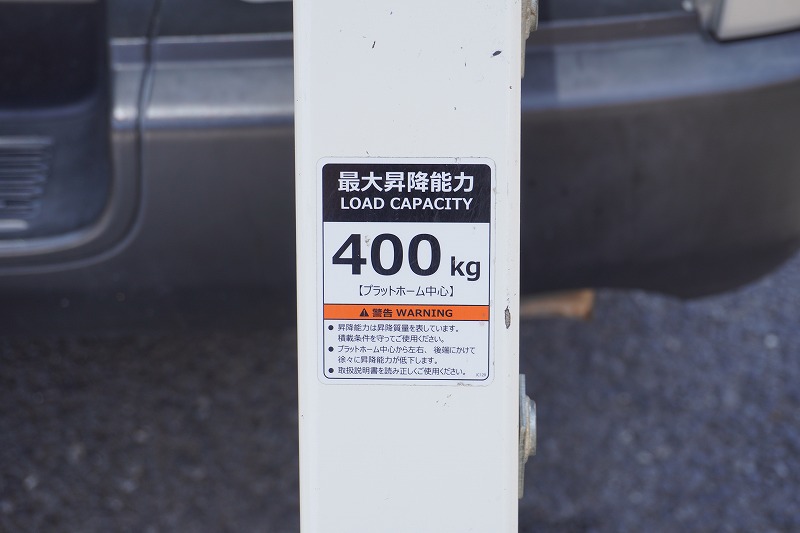 最大昇降能力
LOAD CAPACITY
400 kg
【プラットホーム中心】
⚠ 警告 WARNING
● 昇降能力は昇降質量を表しています。
積載条件を守ってご使用ください。
● プラットホーム中心から左右、後端にかけて
徐々に昇降能力が低下します。
● 取扱説明書を読み正しくご使用ください。